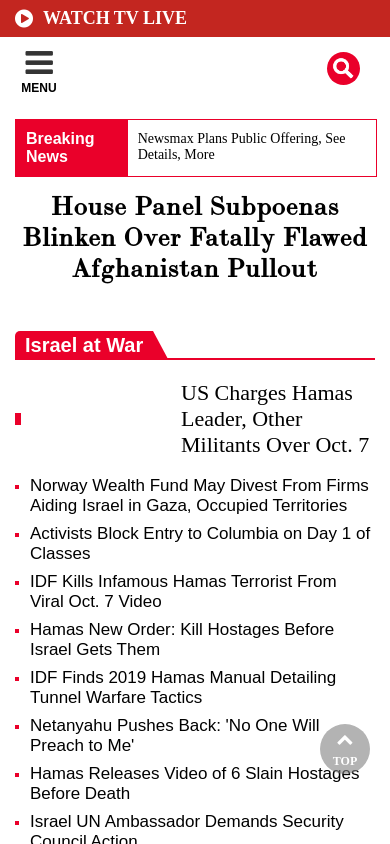 WATCH TV LIVE
MENU
Breaking
News
Newsmax Plans Public Offering, See
Details, More
House Panel Subpoenas
Blinken Over Fatally Flawed
Afghanistan Pullout
Israel at War
US Charges Hamas
Leader, Other
Militants Over Oct. 7
Norway Wealth Fund May Divest From Firms
Aiding Israel in Gaza, Occupied Territories
Activists Block Entry to Columbia on Day 1 of
Classes
IDF Kills Infamous Hamas Terrorist From
Viral Oct. 7 Video
Hamas New Order: Kill Hostages Before
Israel Gets Them
IDF Finds 2019 Hamas Manual Detailing
Tunnel Warfare Tactics
Netanyahu Pushes Back: 'No One Will
Preach to Me'
TOP
Hamas Releases Video of 6 Slain Hostages
Before Death
Israel UN Ambassador Demands Security
Council Action